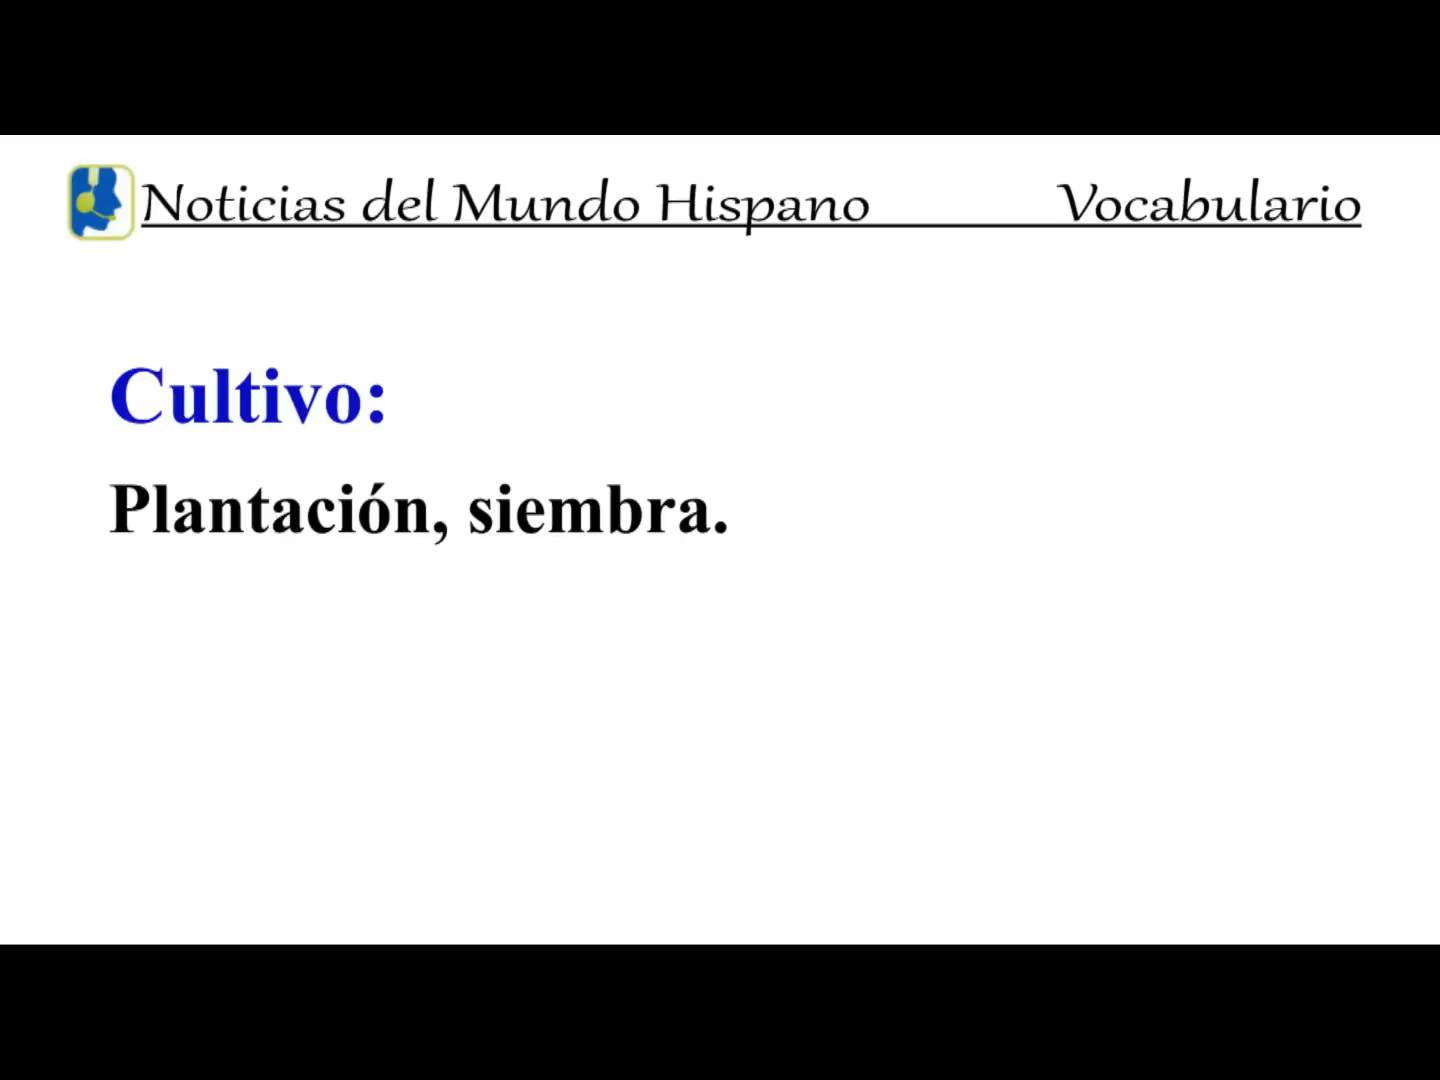 Noticias del Mundo Hispano Vocabulario
Cultivo:
Plantación, siembra.